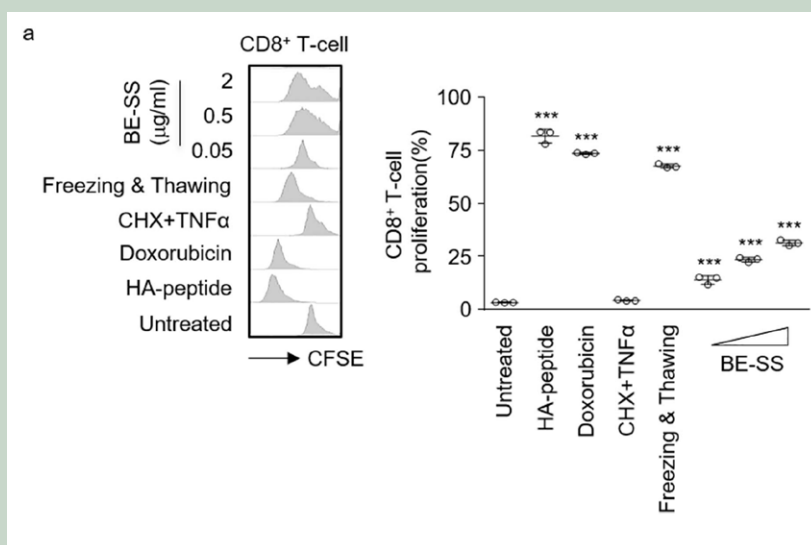 a
CD8⁺ T-cell
BE-SS
(μg/ml)
2
0.5
0.05
Freezing & Thawing
CHX+TNFα
Doxorubicin
HA-peptide
Untreated
CFSE
CD8⁺ T-cell
proliferation(%)
100
75
50
25
0
***
***
***
***
***
***
Untreated
HA-peptide
Doxorubicin
CHX+TNFα
Freezing & Thawing
BE-SS